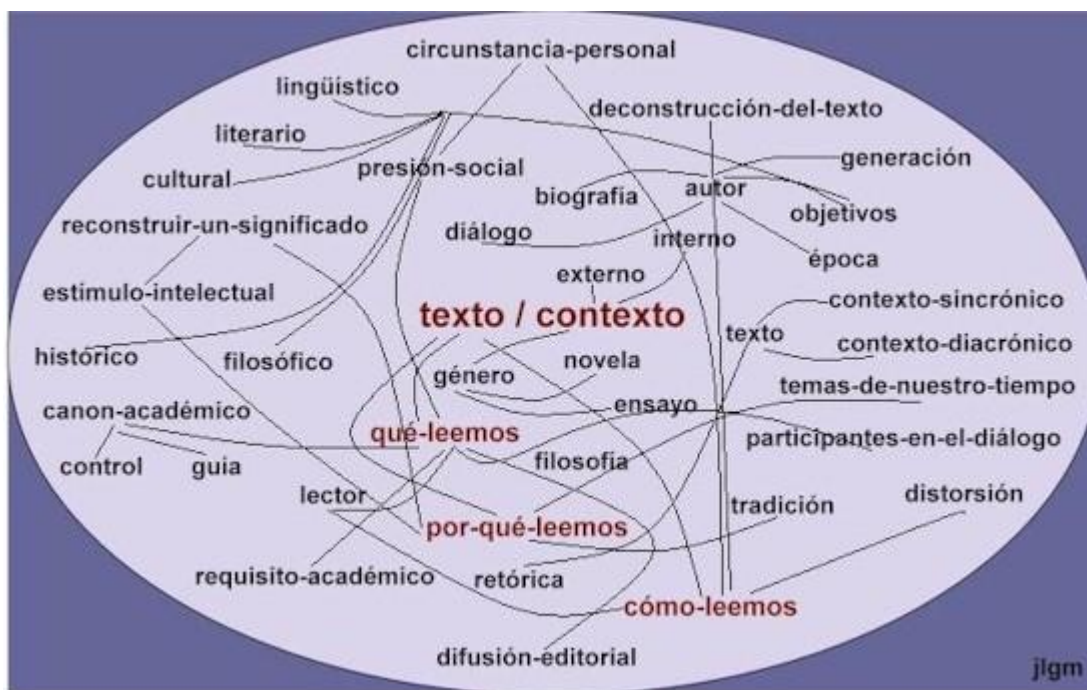 circunstancia-personal
lingüístico
deconstrucción-del-texto
literario
generación
presión-social
cultural
biografía
autor
objetivos
reconstruir-un-significado
diálogo
interno
época
externo
estímulo-intelectual
contexto-sincrónico
texto / contexto
texto
contexto-diacrónico
histórico
filosófico
novela
género
temas-de-nuestro-tiempo
canon-académico
ensayo
qué-leemos
participantes-en-el-diálogo
control
guía
filosofía
lector
distorsión
tradición
por-qué-leemos
requisito-académico
retórica
cómo-leemos
difusión-editorial
jlgm